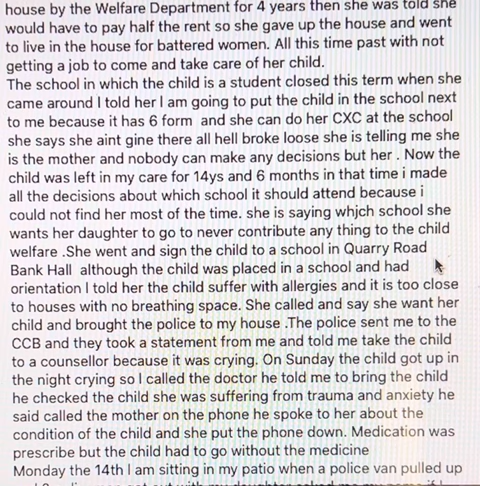 house by the Welfare Department for 4 years then she was told she
would have to pay half the rent so she gave up the house and went
to live in the house for battered women. All this time past with not
getting a job to come and take care of her child.
The school in which the child is a student closed this term when she
came around I told her I am going to put the child in the school next
to me because it has 6 form and she can do her CXC at the school
she says she aint gine there all hell broke loose she is telling me she
is the mother and nobody can make any decisions but her . Now the
child was left in my care for 14ys and 6 months in that time i made
all the decisions about which school it should attend because i
could not find her most of the time. she is saying whjch school she
wants her daughter to go to never contribute any thing to the child
welfare .She went and sign the child to a school in Quarry Road
Bank Hall although the child was placed in a school and had
orientation I told her the child suffer with allergies and it is too close
to houses with no breathing space. She called and say she want her
child and brought the police to my house .The police sent me to the
CCB and they took a statement from me and told me take the child
to a counsellor because it was crying. On Sunday the child got up in
the night crying so I called the doctor he told me to bring the child
he checked the child she was suffering from trauma and anxiety he
said called the mother on the phone he spoke to her about the
condition of the child and she put the phone down. Medication was
prescribe but the child had to go without the medicine
Monday the 14th I am sitting in my patio when a police van pulled up